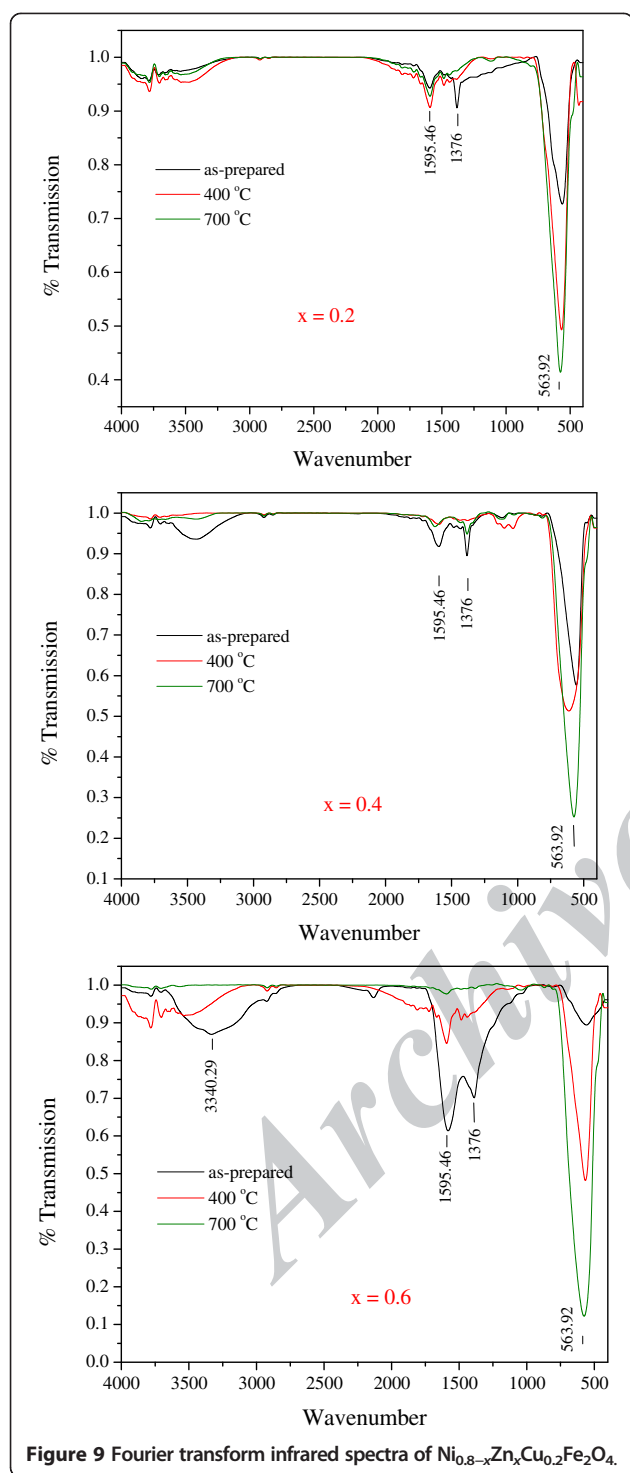 1.0
0.9
0.8
0.7
0.6
0.5
0.4
% Transmission
1595.46
1376
as-prepared
400 °C
700 °C
x = 0.2
563.92
4000 3500 3000 2500 2000 1500 1000 500
Wavenumber
1.0
0.9
0.8
0.7
0.6
0.5
0.4
0.3
0.2
0.1
% Transmission
1595.46
1376
as-prepared
400 °C
700 °C
x = 0.4
563.92
4000 3500 3000 2500 2000 1500 1000 500
Wavenumber
1.0
0.9
0.8
0.7
0.6
0.5
0.4
0.3
0.2
0.1
0.0
% Transmission
3340.29
1595.46
1376
as-prepared
400 °C
700 °C
x = 0.6
563.92
4000 3500 3000 2500 2000 1500 1000 500
Wavenumber
Archive
Figure 9 Fourier transform infrared spectra of Ni₀.₈₋ₓZnₓCu₀.₂Fe₂O₄.